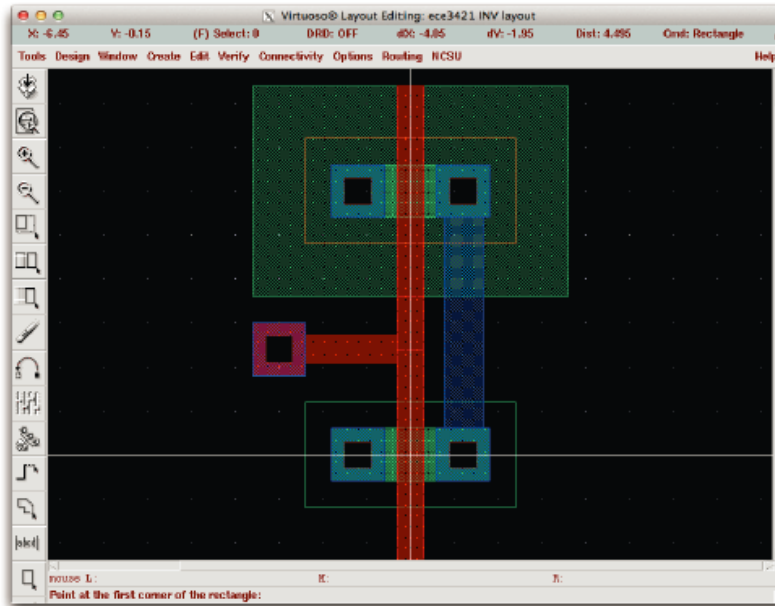 Virtuoso® Layout Editing: ece3421 INV layout
X: -6.45 Y: -0.15 (F) Select: 0 DRD: OFF dX: -4.05 dY: -1.95 Dist: 4.495 Cmd: Rectangle
Tools Design Window Create Edit Verify Connectivity Options Routing NCSU Help
[abcd]
mouse L: M: R:
Point at the first corner of the rectangle: